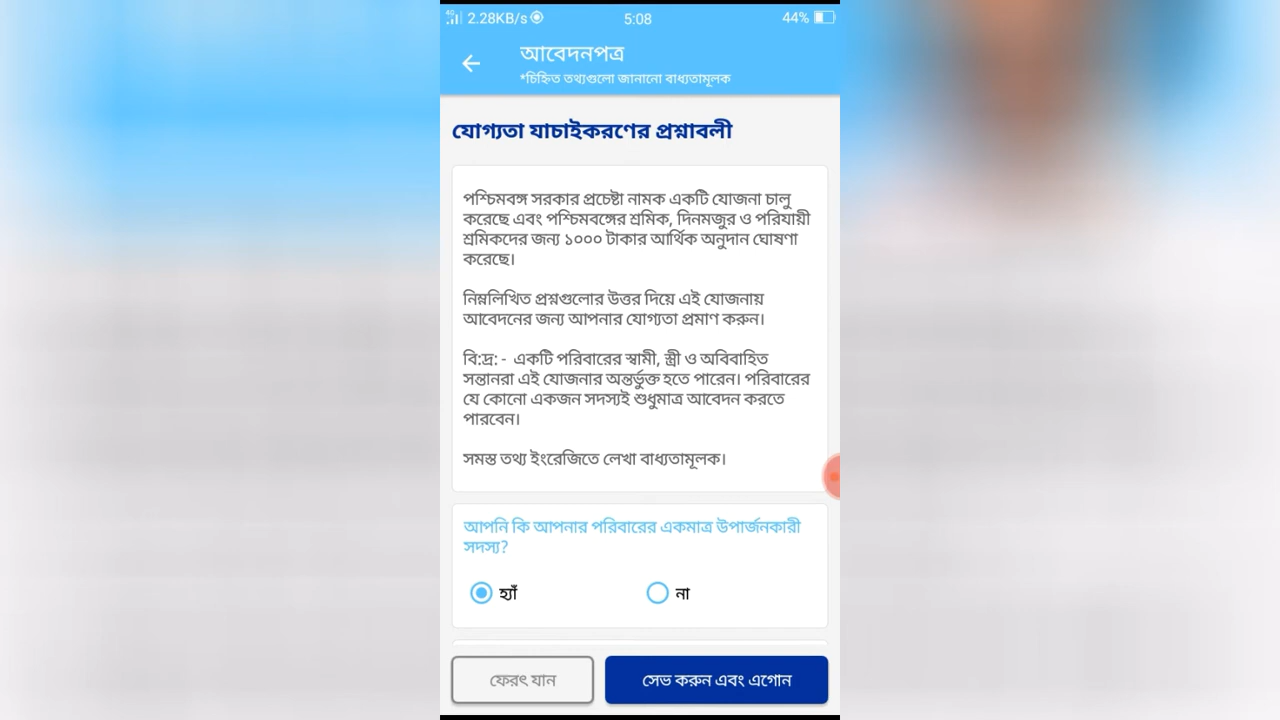 4G 2.28KB/s 5:08 44%
আবেদনপত্র
*চিহ্নিত তথ্যগুলো জানানো বাধ্যতামূলক
যোগ্যতা যাচাইকরণের প্রশ্নাবলী
পশ্চিমবঙ্গ সরকার প্রচেষ্টা নামক একটি যোজনা চালু
করেছে এবং পশ্চিমবঙ্গের শ্রমিক, দিনমজুর ও পরিযায়ী
শ্রমিকদের জন্য ১০০০ টাকার আর্থিক অনুদান ঘোষণা
করেছে।
নিম্নলিখিত প্রশ্নগুলোর উত্তর দিয়ে এই যোজনায়
আবেদনের জন্য আপনার যোগ্যতা প্রমাণ করুন।
বি:দ্র: - একটি পরিবারের স্বামী, স্ত্রী ও অবিবাহিত
সন্তানরা এই যোজনার অন্তর্ভুক্ত হতে পারেন। পরিবারের
যে কোনো একজন সদস্যই শুধুমাত্র আবেদন করতে
পারবেন।
সমস্ত তথ্য ইংরেজিতে লেখা বাধ্যতামূলক।
আপনি কি আপনার পরিবারের একমাত্র উপার্জনকারী
সদস্য?
হ্যাঁ না
ফেরৎ যান সেভ করুন এবং এগোন